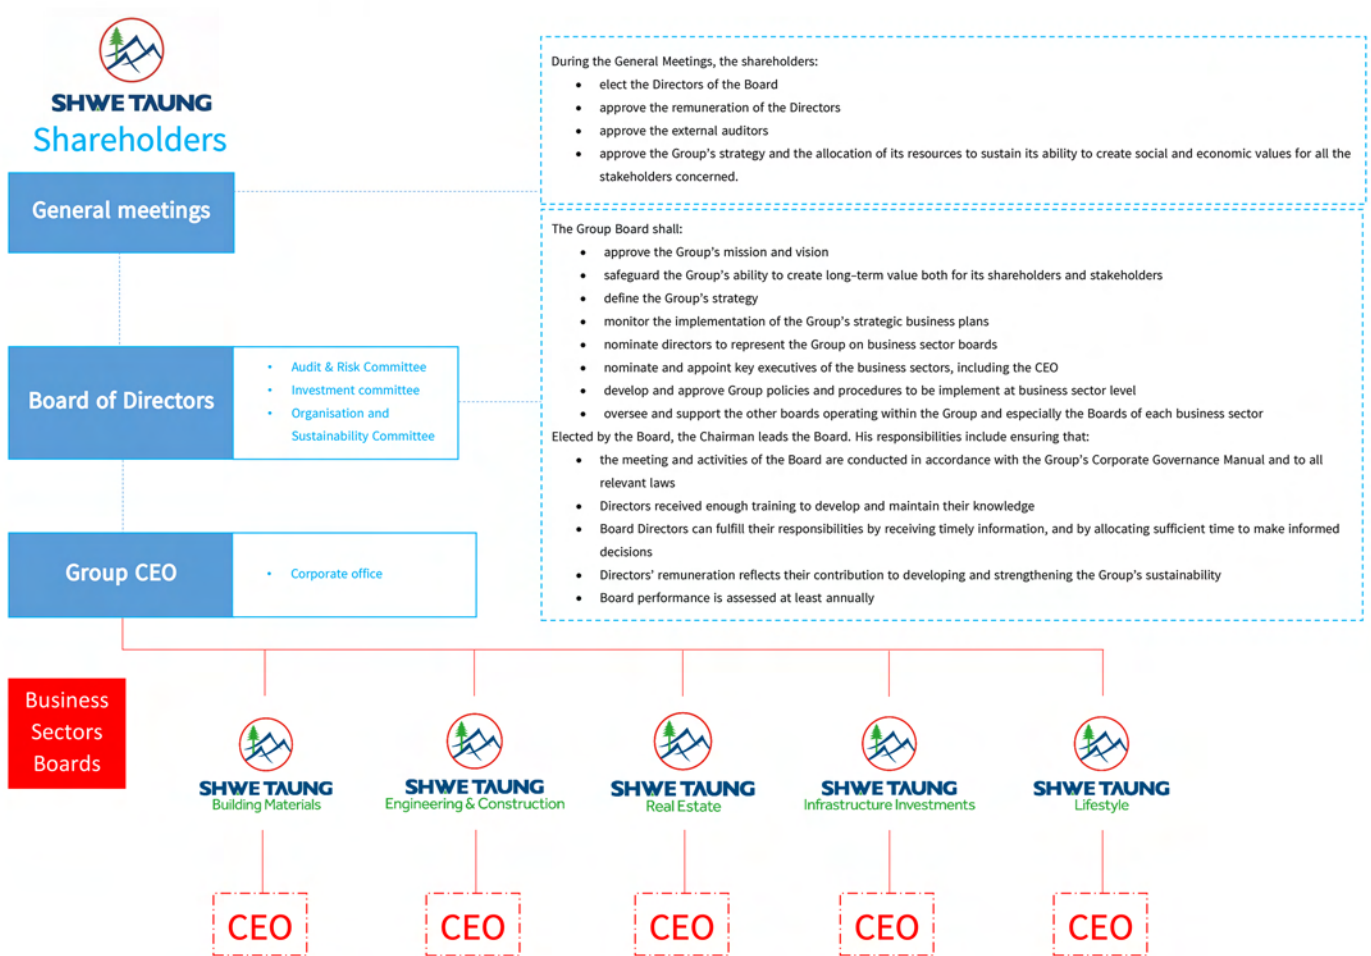 SHWE TAUNG
Shareholders
General meetings
During the General Meetings, the shareholders:
• elect the Directors of the Board
• approve the remuneration of the Directors
• approve the external auditors
• approve the Group's strategy and the allocation of its resources to sustain its ability to create social and economic values for all the
stakeholders concerned.
Board of Directors
• Audit & Risk Committee
• Investment committee
• Organisation and
Sustainability Committee
The Group Board shall:
• approve the Group's mission and vision
• safeguard the Group's ability to create long-term value both for its shareholders and stakeholders
• define the Group's strategy
• monitor the implementation of the Group's strategic business plans
• nominate directors to represent the Group on business sector boards
• nominate and appoint key executives of the business sectors, including the CEO
• develop and approve Group policies and procedures to be implement at business sector level
• oversee and support the other boards operating within the Group and especially the Boards of each business sector
Elected by the Board, the Chairman leads the Board. His responsibilities include ensuring that:
• the meeting and activities of the Board are conducted in accordance with the Group's Corporate Governance Manual and to all
relevant laws
• Directors received enough training to develop and maintain their knowledge
• Board Directors can fulfill their responsibilities by receiving timely information, and by allocating sufficient time to make informed
decisions
• Directors' remuneration reflects their contribution to developing and strengthening the Group's sustainability
• Board performance is assessed at least annually
Group CEO
• Corporate office
Business
Sectors
Boards
SHWE TAUNG
Building Materials
SHWE TAUNG
Engineering & Construction
SHWE TAUNG
Real Estate
SHWE TAUNG
Infrastructure Investments
SHWE TAUNG
Lifestyle
CEO
CEO
CEO
CEO
CEO